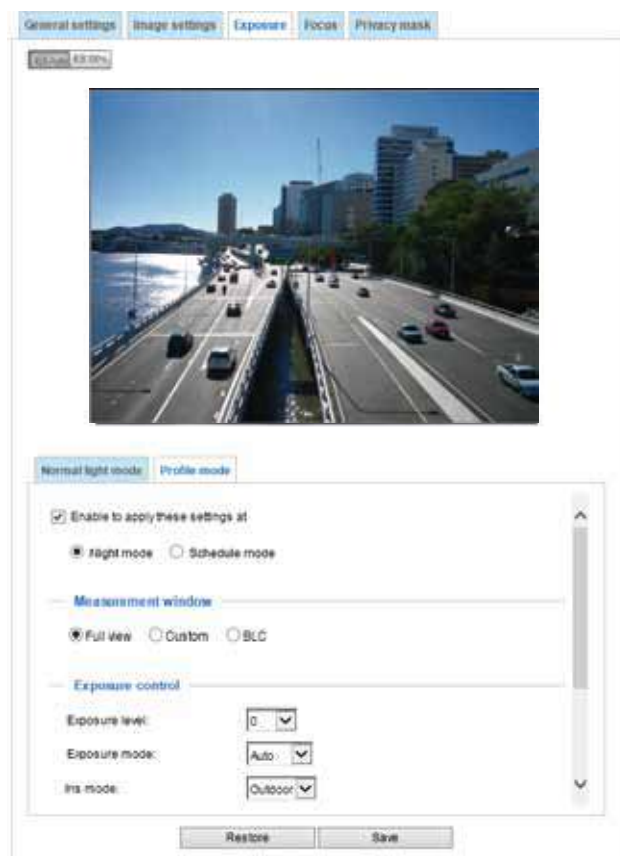 General settings Image settings Exposure Focus Privacy mask
Normal light mode Profile mode
Enable to apply these settings at
Night mode Schedule mode
Measurement window
Full view Custom BLC
Exposure control
Exposure level: 0
Exposure mode: Auto
Iris mode: Outdoor
Restore Save